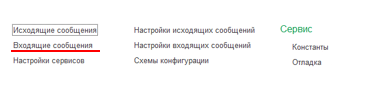 Исходящие сообщения
Входящие сообщения
Настройки сервисов
Настройки исходящих сообщений
Настройки входящих сообщений
Схемы конфигурации
Сервис
Константы
Отладка